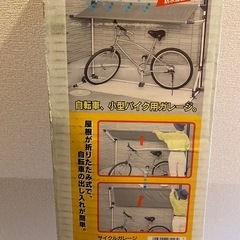 自転車、小型バイク用ガレージ。
屋根が折りたたみ式で、
自転車の出し入れが簡単。
サイクルガレージ